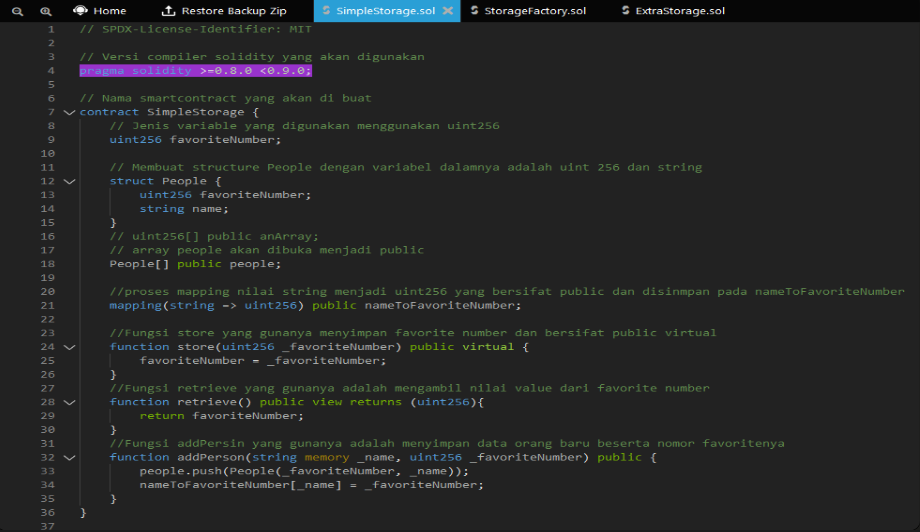 Home Restore Backup Zip SimpleStorage.sol StorageFactory.sol ExtraStorage.sol
1 // SPDX-License-Identifier: MIT
2
3 // Versi compiler solidity yang akan digunakan
4 pragma solidity >=0.8.0 <0.9.0;
5
6 // Nama smartcontract yang akan di buat
7 contract SimpleStorage {
8 // Jenis variable yang digunakan menggunakan uint256
9 uint256 favoriteNumber;
10
11 // Membuat structure People dengan variabel dalamnya adalah uint 256 dan string
12 struct People {
13 uint256 favoriteNumber;
14 string name;
15 }
16 // uint256[] public anArray;
17 // array people akan dibuka menjadi public
18 People[] public people;
19
20 //proses mapping nilai string menjadi uint256 yang bersifat public dan disinmpan pada nameToFavoriteNumber
21 mapping(string => uint256) public nameToFavoriteNumber;
22
23 //Fungsi store yang gunanya menyimpan favorite number dan bersifat public virtual
24 function store(uint256 _favoriteNumber) public virtual {
25 favoriteNumber = _favoriteNumber;
26 }
27 //Fungsi retrieve yang gunanya adalah mengambil nilai value dari favorite number
28 function retrieve() public view returns (uint256){
29 return favoriteNumber;
30 }
31 //Fungsi addPersin yang gunanya adalah menyimpan data orang baru beserta nomor favoritenya
32 function addPerson(string memory _name, uint256 _favoriteNumber) public {
33 people.push(People(_favoriteNumber, _name));
34 nameToFavoriteNumber[_name] = _favoriteNumber;
35 }
36 }
37